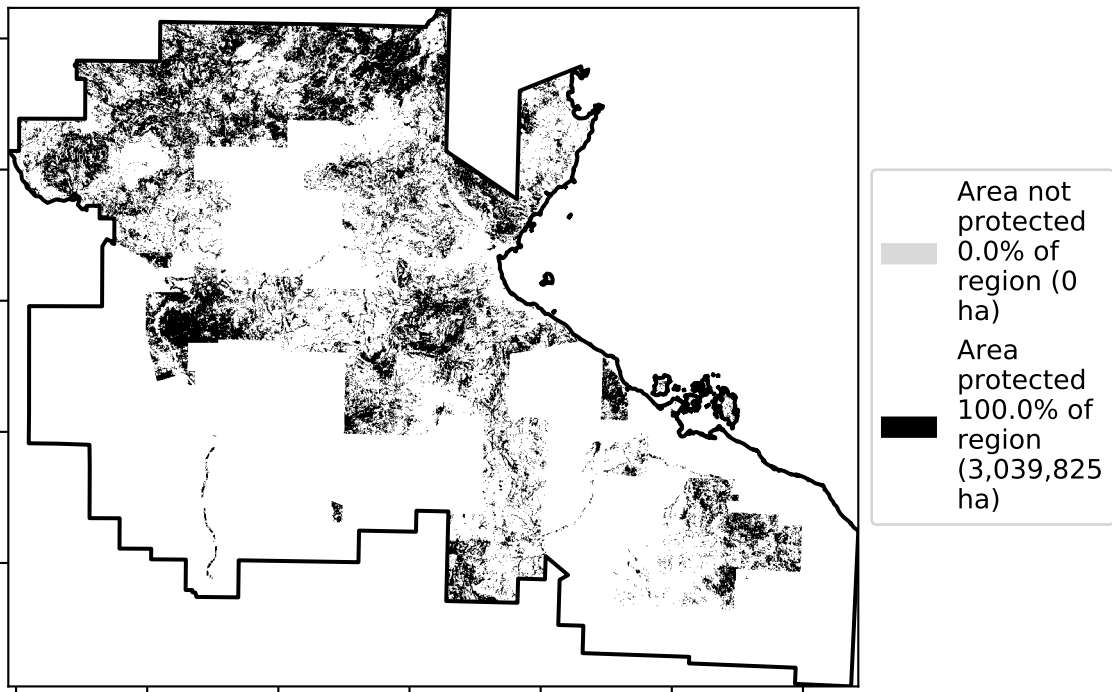 Area not
protected
0.0% of
region (0
ha)
Area
protected
100.0% of
region
(3,039,825
ha)